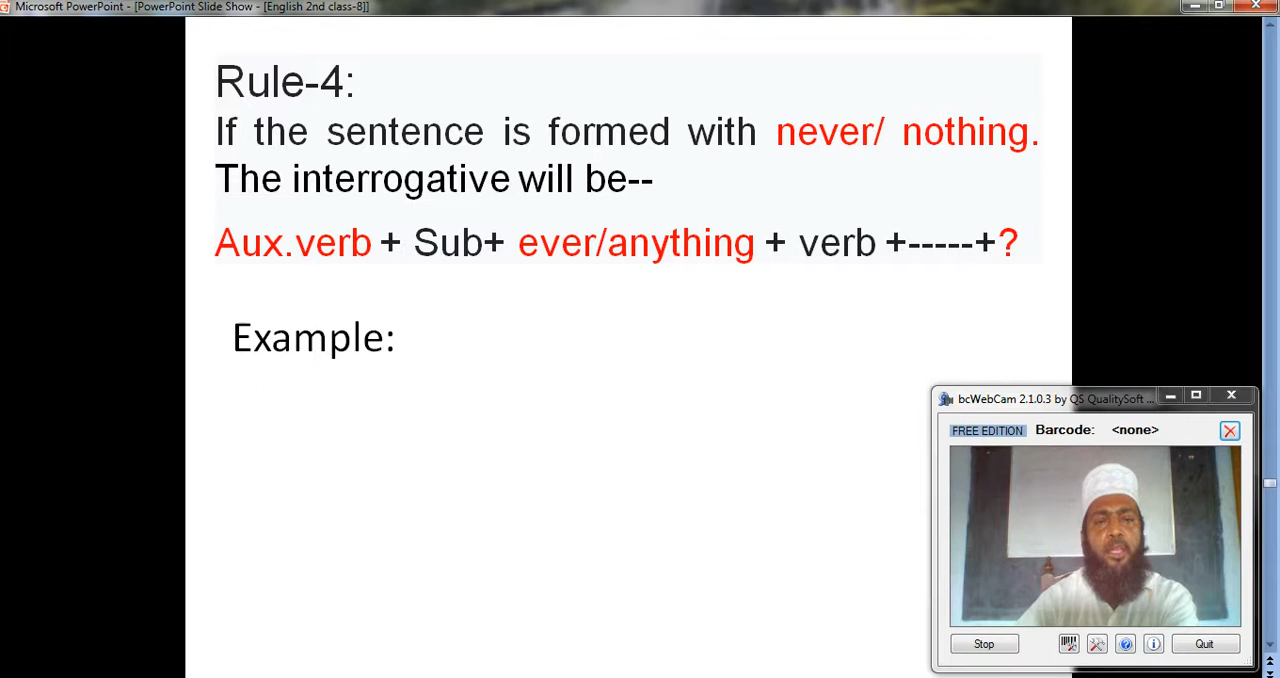 Microsoft PowerPoint - [PowerPoint Slide Show - [English 2nd class-8]]
Rule-4:
If the sentence is formed with never/ nothing.
The interrogative will be--
Aux.verb + Sub+ ever/anything + verb +-----+?
Example:
bcWebCam 2.1.0.3 by QS QualitySoft ...
FREE EDITION Barcode: <none>
Stop Quit